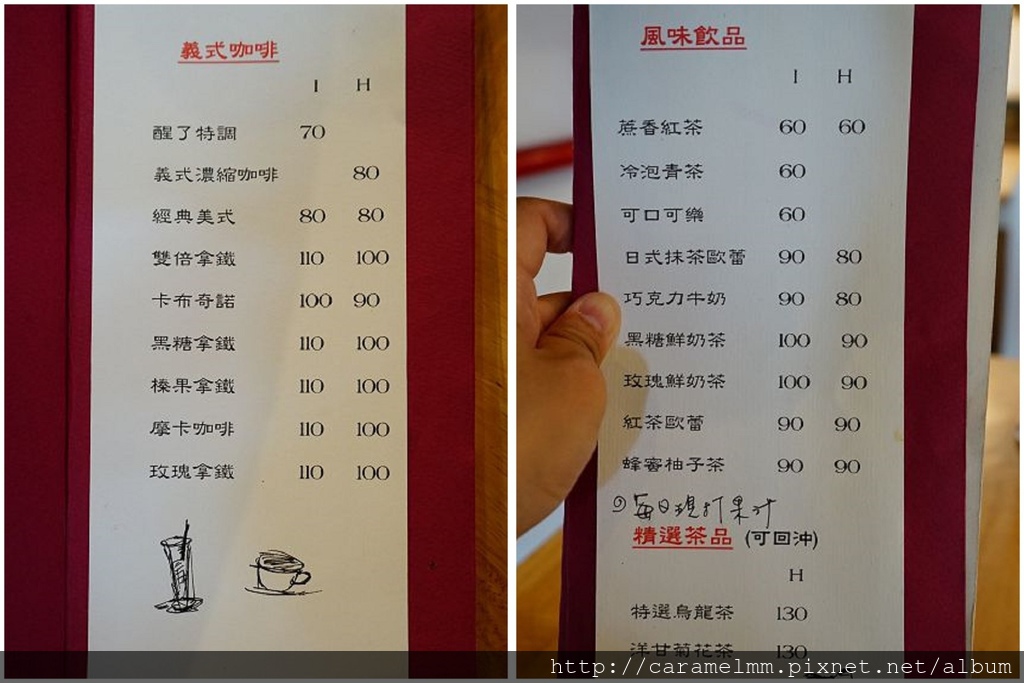 義式咖啡
I H
醒了特調 70
義式濃縮咖啡 80
經典美式 80 80
雙倍拿鐵 110 100
卡布奇諾 100 90
黑糖拿鐵 110 100
榛果拿鐵 110 100
摩卡咖啡 110 100
玫瑰拿鐵 110 100
風味飲品
I H
蔗香紅茶 60 60
冷泡青茶 60
可口可樂 60
日式抹茶歐蕾 90 80
巧克力牛奶 90 80
黑糖鮮奶茶 100 90
玫瑰鮮奶茶 100 90
紅茶歐蕾 90 90
蜂蜜柚子茶 90 90
每日現打果汁
精選茶品 (可回沖)
H
特選烏龍茶 130
洋甘菊花茶 130
http://caramelmm.pixnet.net/album